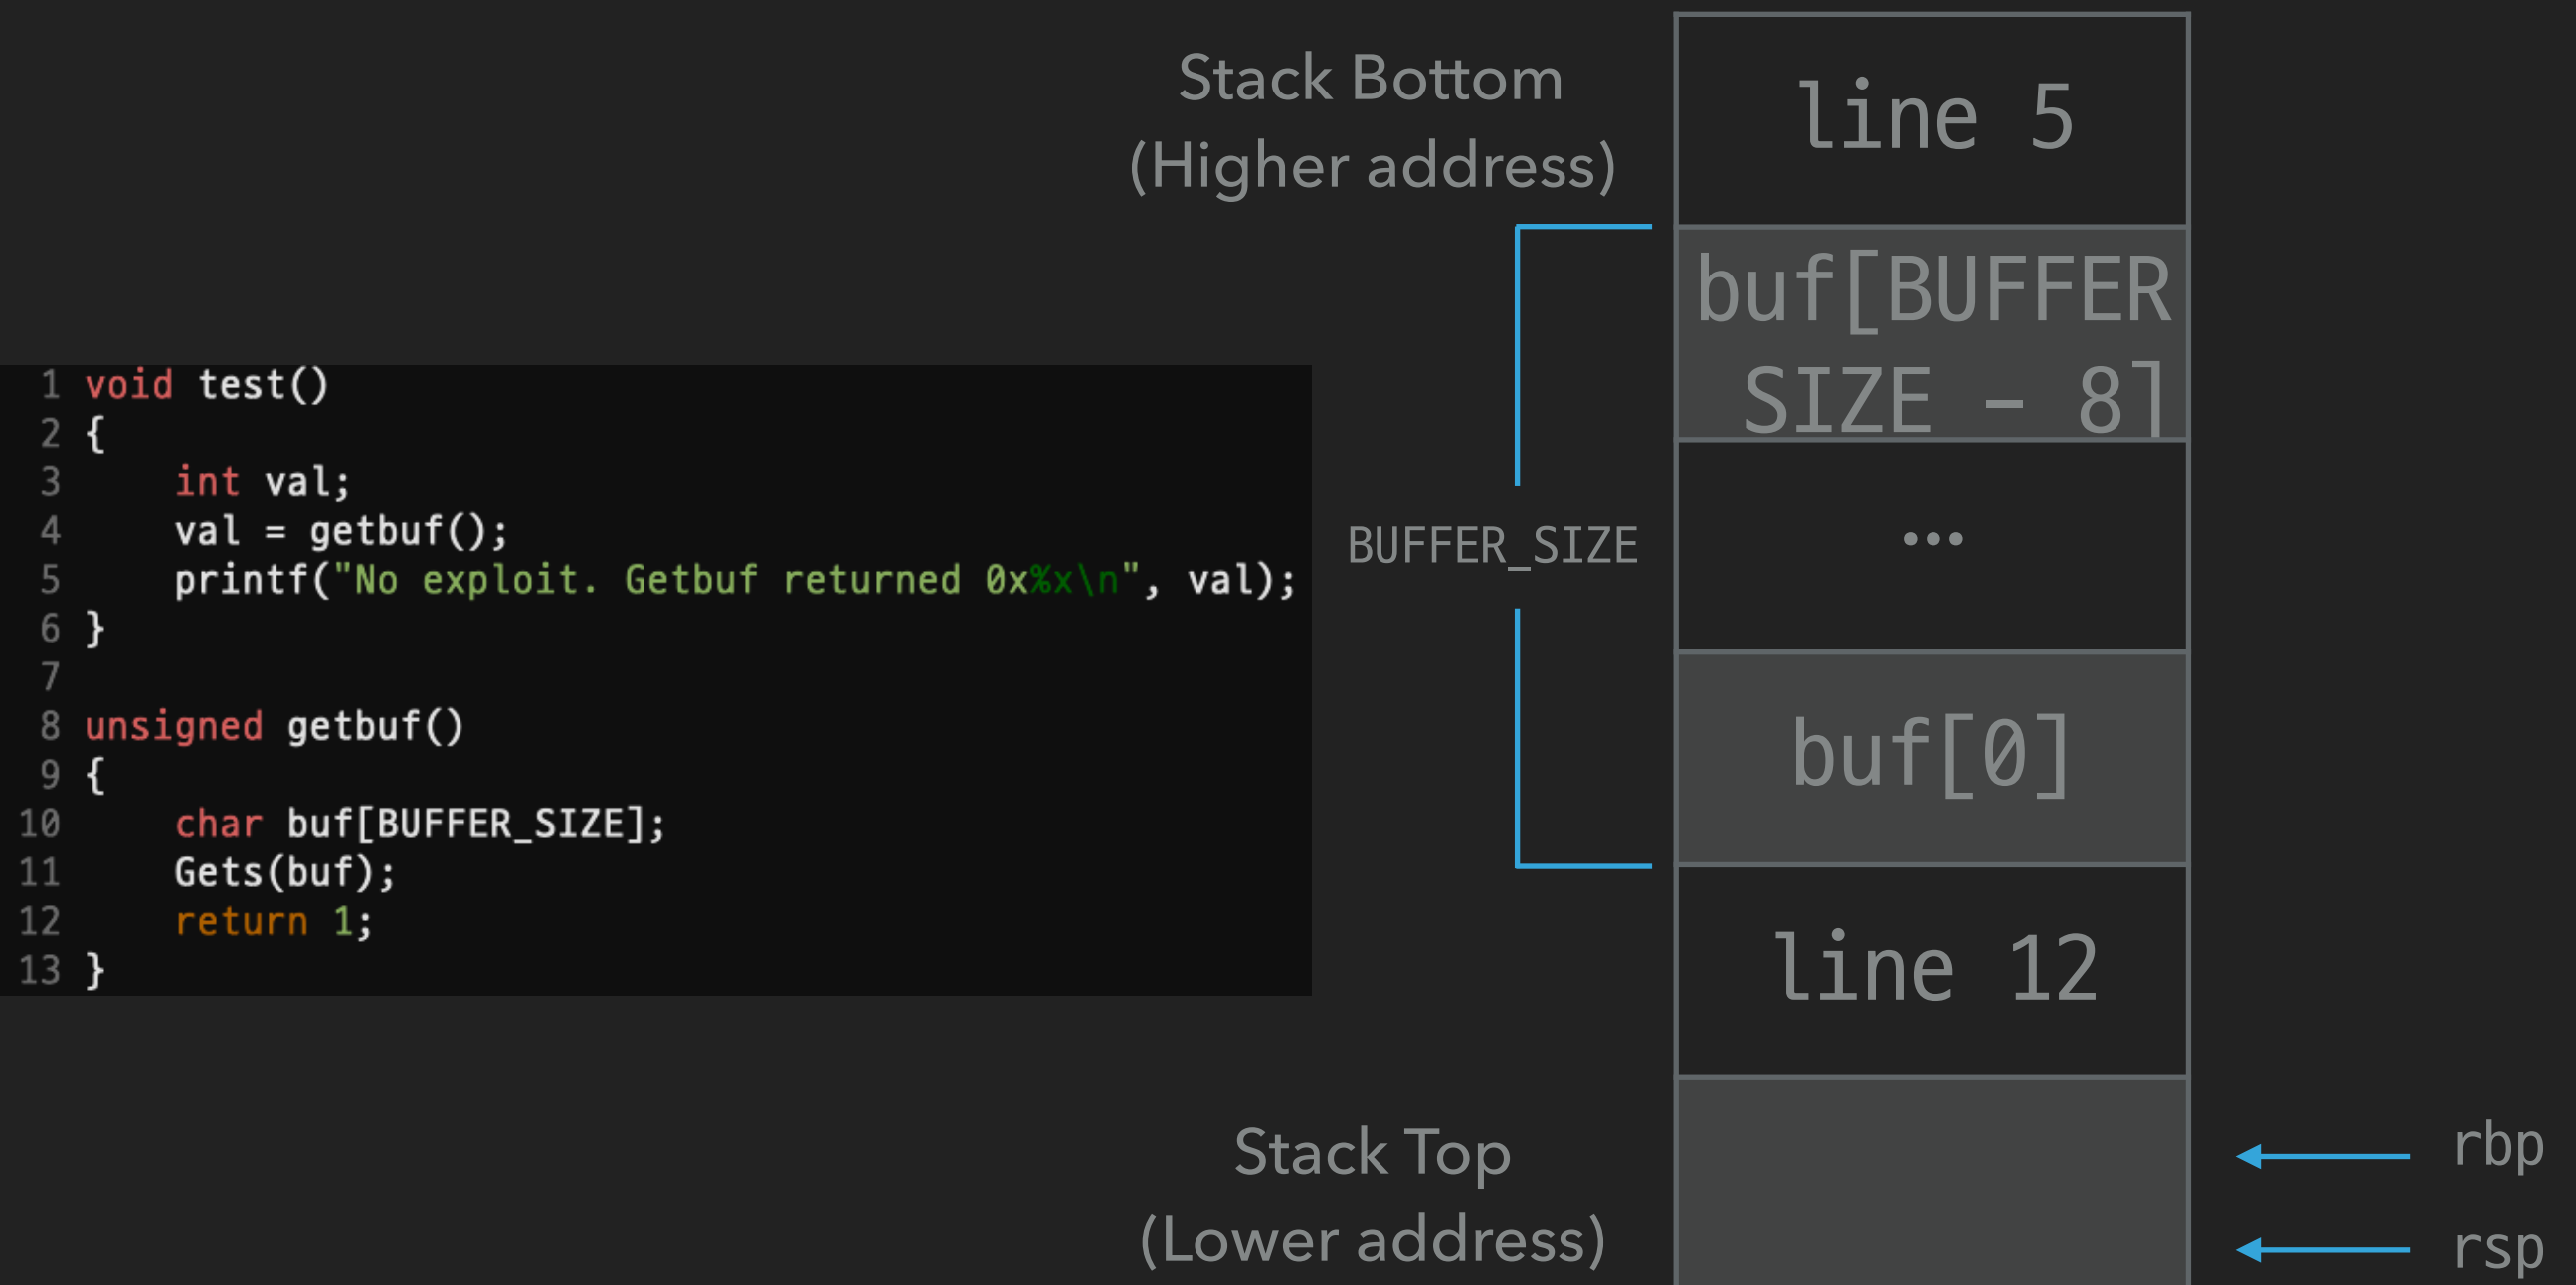 Stack Bottom
(Higher address)
line 5
buf[BUFFER
SIZE - 8]
BUFFER_SIZE
...
buf[0]
line 12
Stack Top
(Lower address)
rbp
rsp
1 void test()
2 {
3     int val;
4     val = getbuf();
5     printf("No exploit. Getbuf returned 0x%x\n", val);
6 }
7
8 unsigned getbuf()
9 {
10     char buf[BUFFER_SIZE];
11     Gets(buf);
12     return 1;
13 }